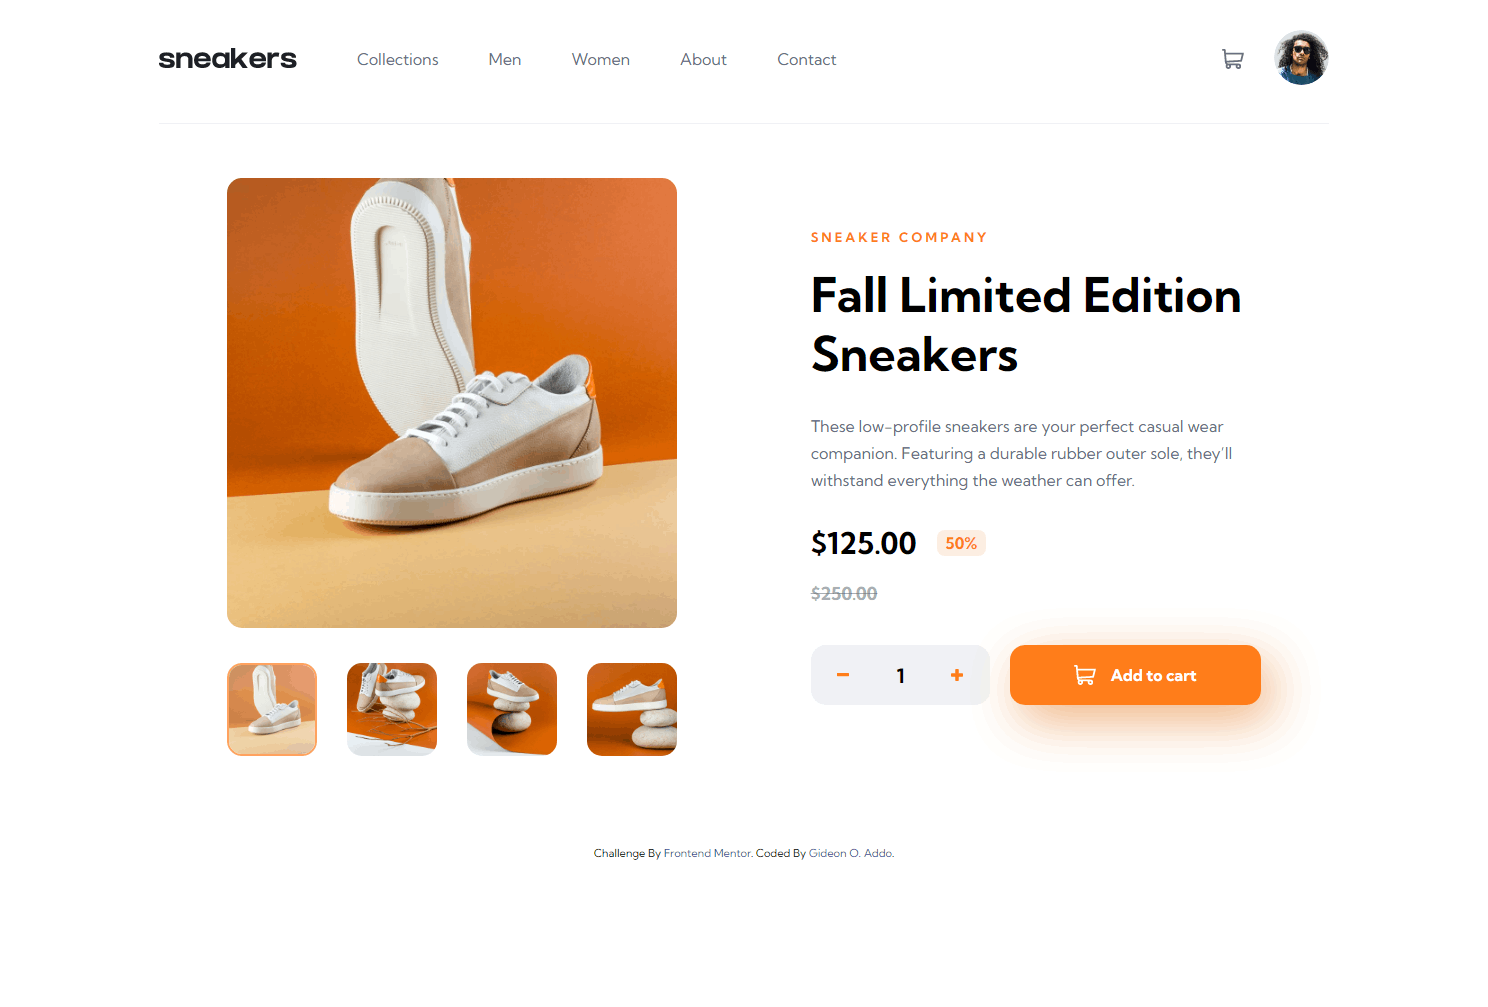 sneakers
Collections
Men
Women
About
Contact
SNEAKER COMPANY
Fall Limited Edition
Sneakers
These low-profile sneakers are your perfect casual wear
companion. Featuring a durable rubber outer sole, they’ll
withstand everything the weather can offer.
$125.00
50%
$250.00
1
Add to cart
Challenge By Frontend Mentor. Coded By Gideon O. Addo.